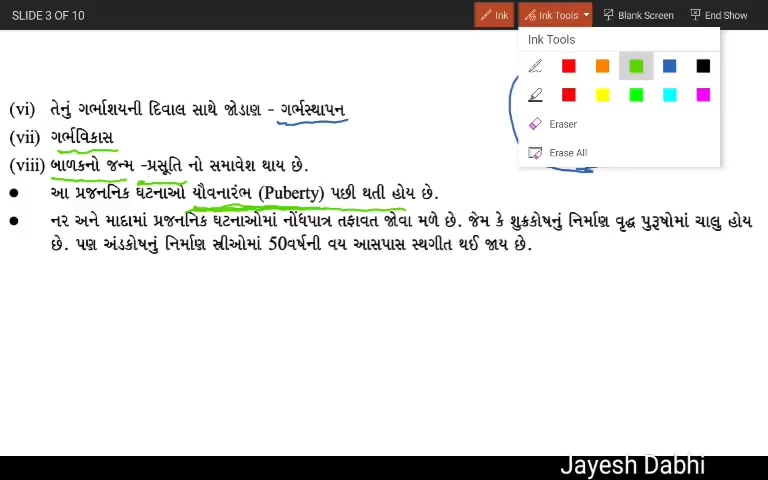 SLIDE 3 OF 10
Ink
Ink Tools
Blank Screen
End Show
Ink Tools
Eraser
Erase All
(vi) તેનું ગર્ભાશયની દિવાલ સાથે જોડાણ - ગર્ભસ્થાપન
(vii) ગર્ભવિકાસ
(viii) બાળકનો જન્મ -પ્રસૂતિ નો સમાવેશ થાય છે.
● આ પ્રજનનિક ઘટનાઓ યૌવનારંભ (Puberty) પછી થતી હોય છે.
● નર અને માદામાં પ્રજનનિક ઘટનાઓમાં નોંધપાત્ર તફાવત જોવા મળે છે. જેમ કે શુક્રકોષનું નિર્માણ વૃદ્ધ પુરૂષોમાં ચાલુ હોય
છે. પણ અંડકોષનું નિર્માણ સ્ત્રીઓમાં 50વર્ષની વય આસપાસ સ્થગીત થઈ જાય છે.
Jayesh Dabhi